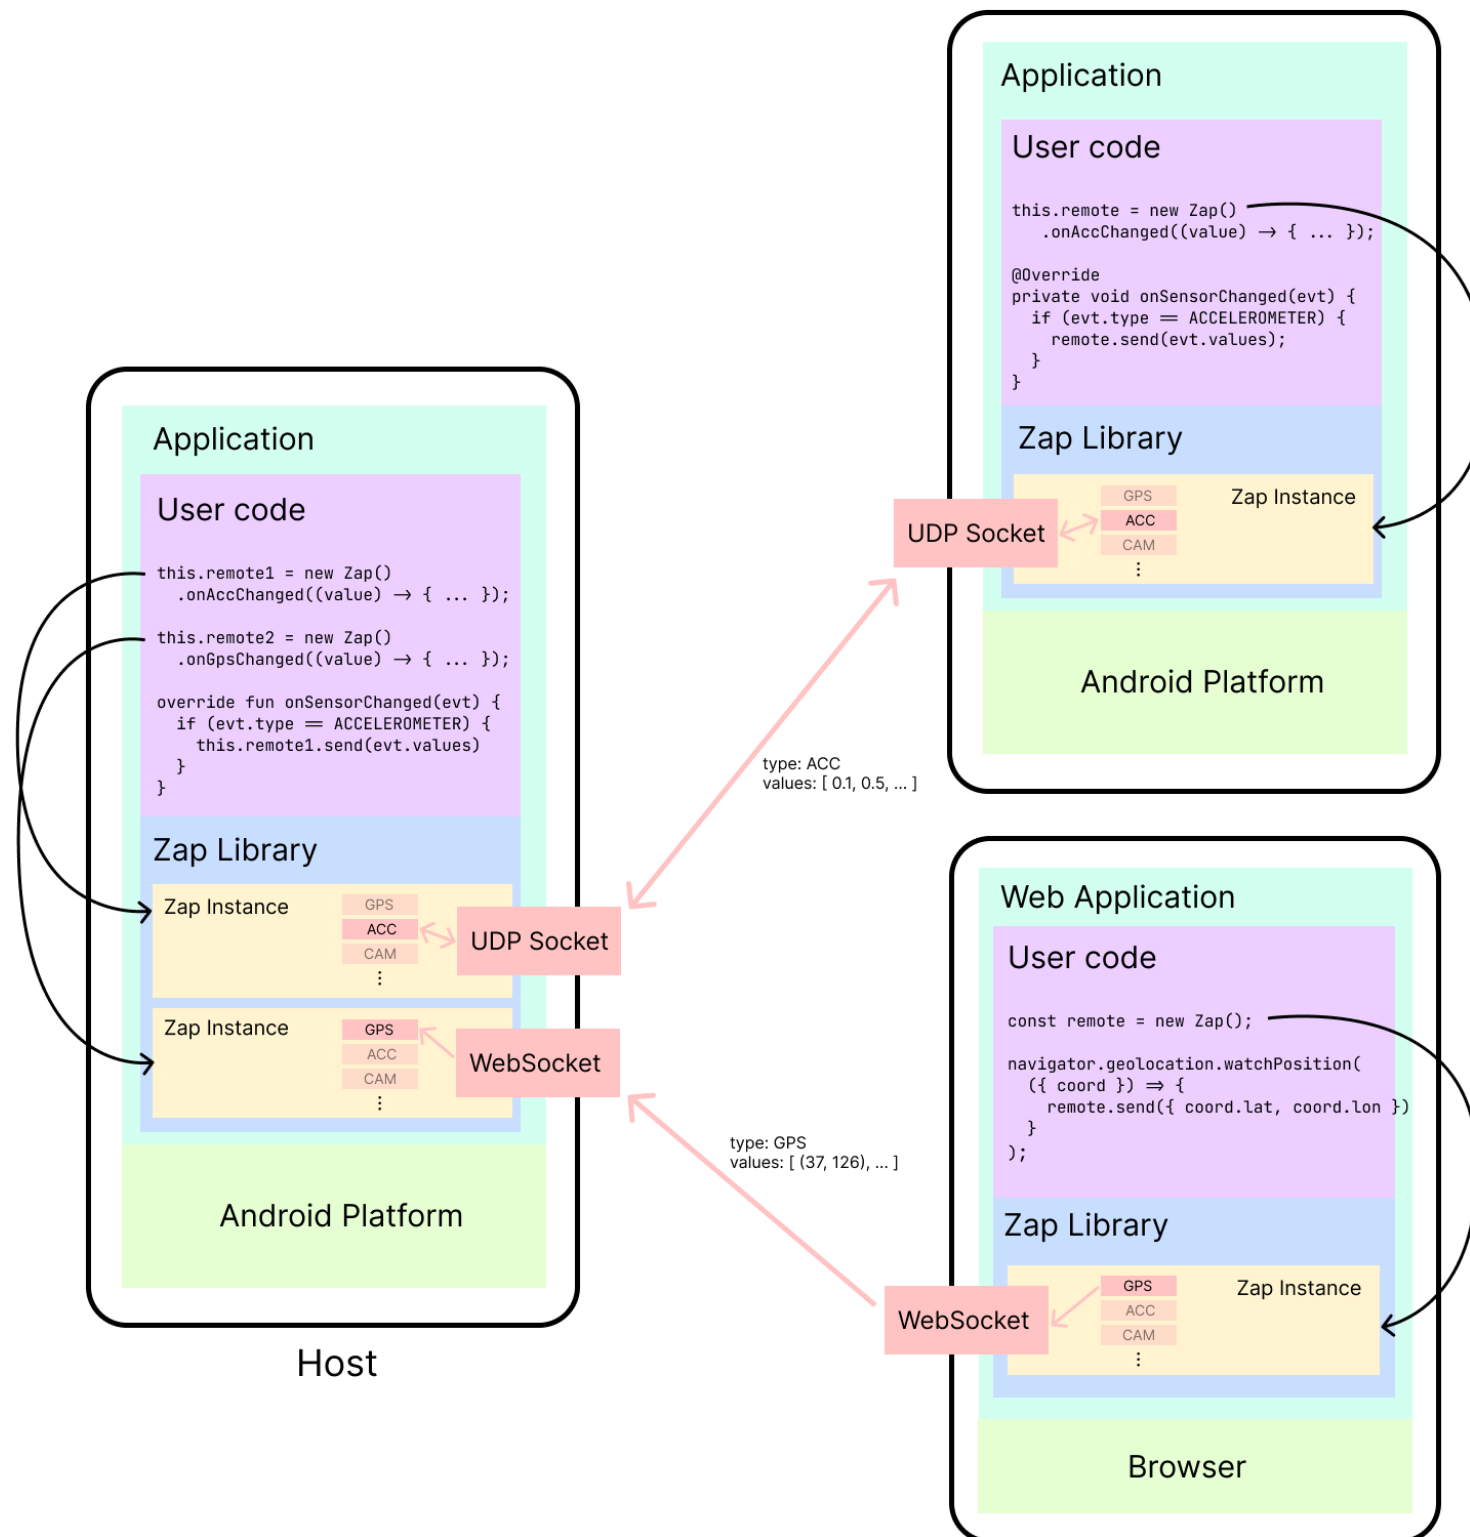 Application
User code
this.remote = new Zap()
.onAccChanged((value) → { ... });
@Override
private void onSensorChanged(evt) {
if (evt.type == ACCELEROMETER) {
remote.send(evt.values);
}
}
Zap Library
Zap Instance
GPS
ACC
CAM
⋮
UDP Socket
Android Platform
Application
User code
this.remote1 = new Zap()
.onAccChanged((value) → { ... });
this.remote2 = new Zap()
.onGpsChanged((value) → { ... });
override fun onSensorChanged(evt) {
if (evt.type == ACCELEROMETER) {
this.remote1.send(evt.values)
}
}
Zap Library
Zap Instance
GPS
ACC
CAM
⋮
UDP Socket
Zap Instance
GPS
ACC
CAM
⋮
WebSocket
Android Platform
Host
type: ACC
values: [ 0.1, 0.5, ... ]
type: GPS
values: [ (37, 126), ... ]
Web Application
User code
const remote = new Zap();
navigator.geolocation.watchPosition(
({ coord }) => {
remote.send({ coord.lat, coord.lon })
}
);
Zap Library
Zap Instance
GPS
ACC
CAM
⋮
WebSocket
Browser